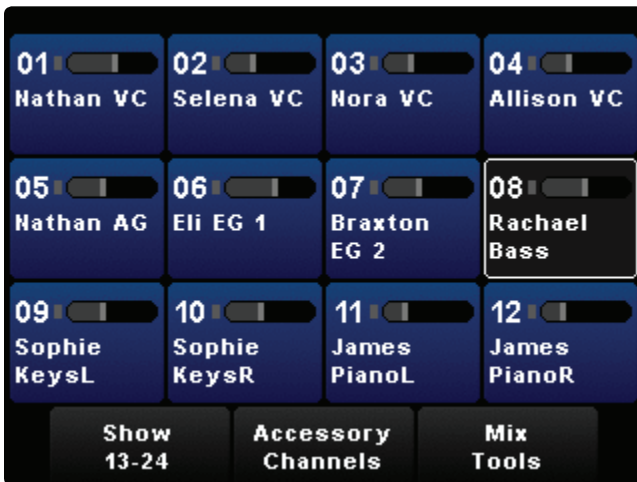 01
Nathan VC
02
Selena VC
03
Nora VC
04
Allison VC
05
Nathan AG
06
Eli EG 1
07
Braxton
EG 2
08
Rachael
Bass
09
Sophie
KeysL
10
Sophie
KeysR
11
James
PianoL
12
James
PianoR
Show
13-24
Accessory
Channels
Mix
Tools